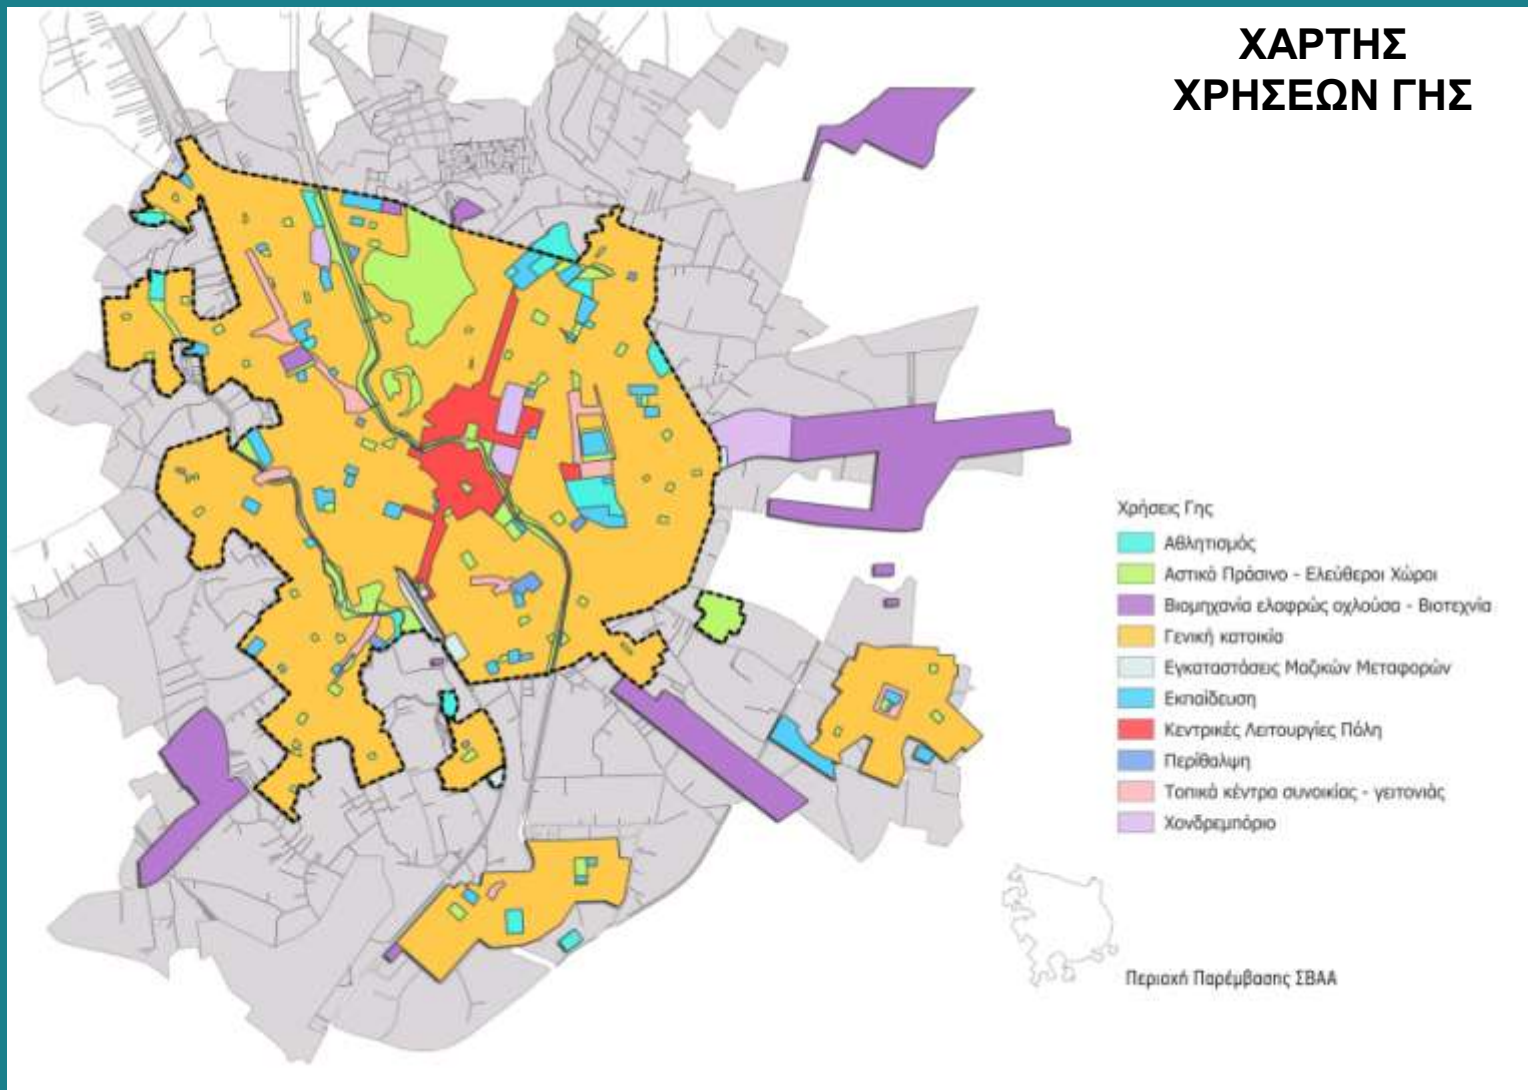 ΧΑΡΤΗΣ
ΧΡΗΣΕΩΝ ΓΗΣ
Χρήσεις Γης
Αθλητισμός
Αστικό Πράσινο - Ελεύθεροι Χώροι
Βιομηχανία ελαφρώς οχλούσα - Βιοτεχνία
Γενική κατοικία
Εγκαταστάσεις Μαζικών Μεταφορών
Εκπαίδευση
Κεντρικές Λειτουργίες Πόλη
Περίθαλψη
Τοπικά κέντρα συνοικίας - γειτονιάς
Χονδρεμπόριο
Περιοχή Παρέμβασης ΣΒΑΑ